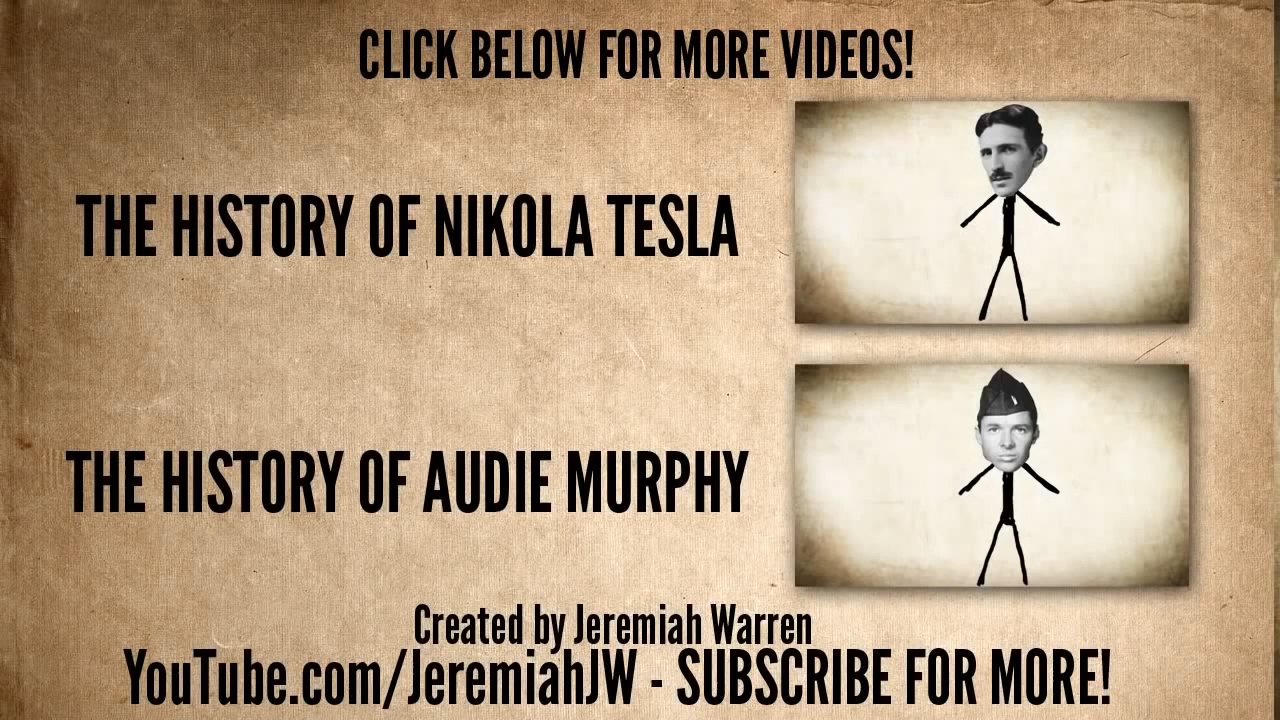 CLICK BELOW FOR MORE VIDEOS!
THE HISTORY OF NIKOLA TESLA
THE HISTORY OF AUDIE MURPHY
Created by Jeremiah Warren
YouTube.com/JeremiahJW - SUBSCRIBE FOR MORE!